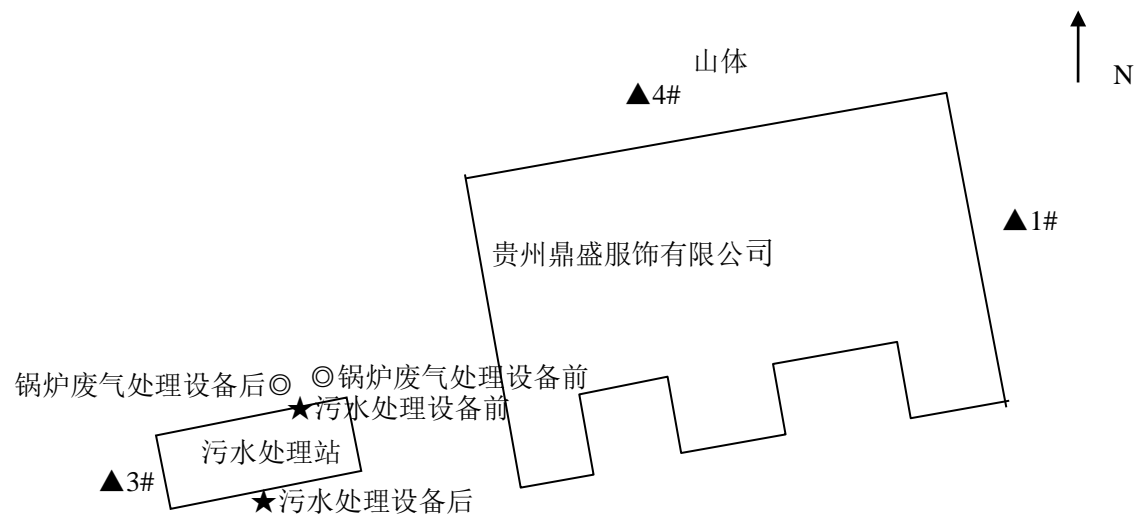 山体
N
▲4#
▲1#
贵州鼎盛服饰有限公司
锅炉废气处理设备后◎
◎锅炉废气处理设备前
★污水处理设备前
污水处理站
▲3#
★污水处理设备后